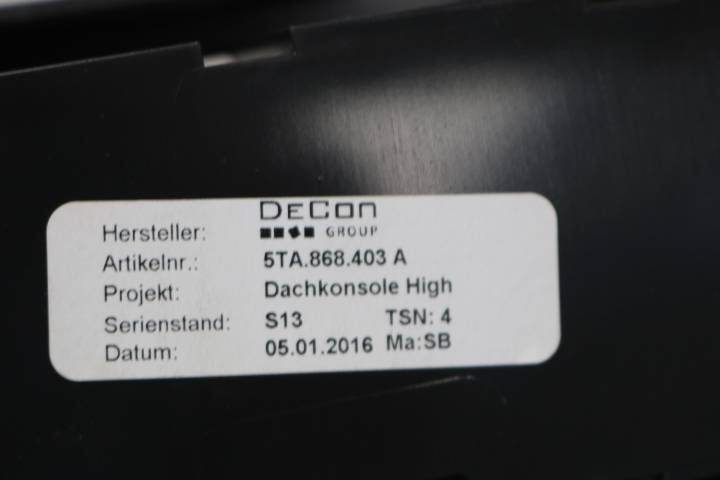 Hersteller: DECON GROUP
Artikelnr.: 5TA.868.403 A
Projekt: Dachkonsole High
Serienstand: S13 TSN: 4
Datum: 05.01.2016 Ma:SB